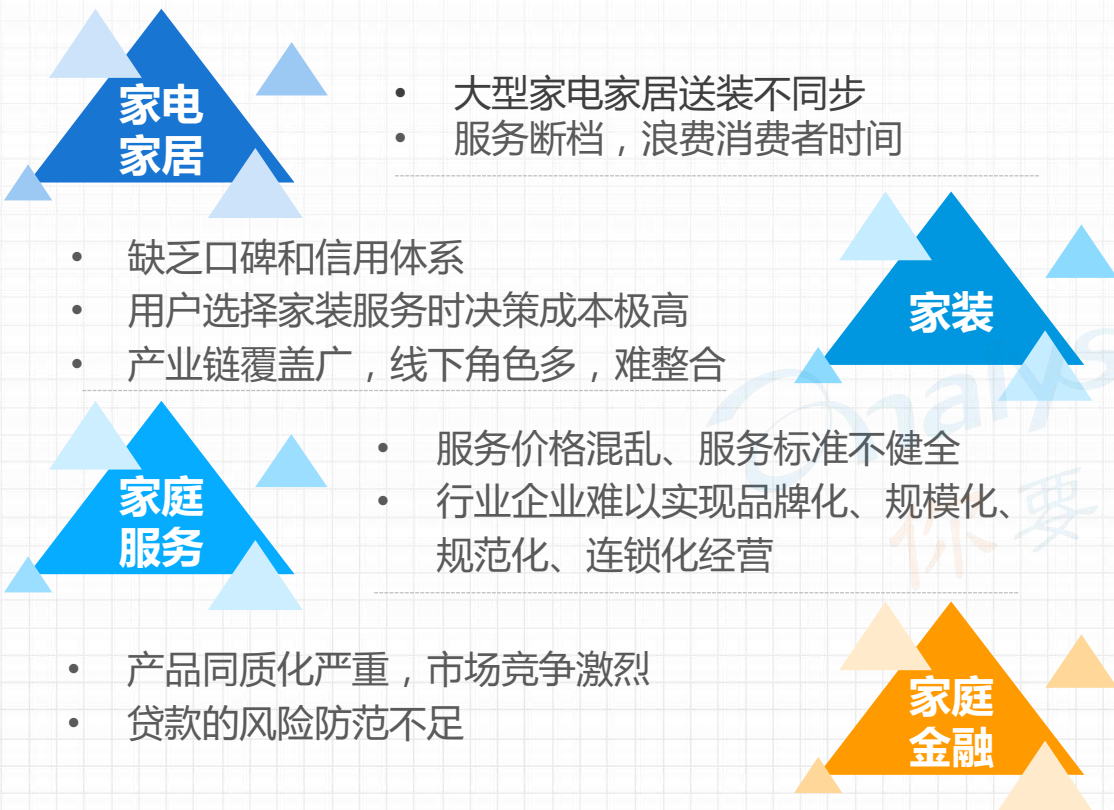 家电
家居
• 大型家电家居送装不同步
• 服务断档，浪费消费者时间
• 缺乏口碑和信用体系
• 用户选择家装服务时决策成本极高
• 产业链覆盖广，线下角色多，难整合
家装
家庭
服务
• 服务价格混乱、服务标准不健全
• 行业企业难以实现品牌化、规模化、
规范化、连锁化经营
• 产品同质化严重，市场竞争激烈
• 贷款的风险防范不足
家庭
金融
nalys
你要